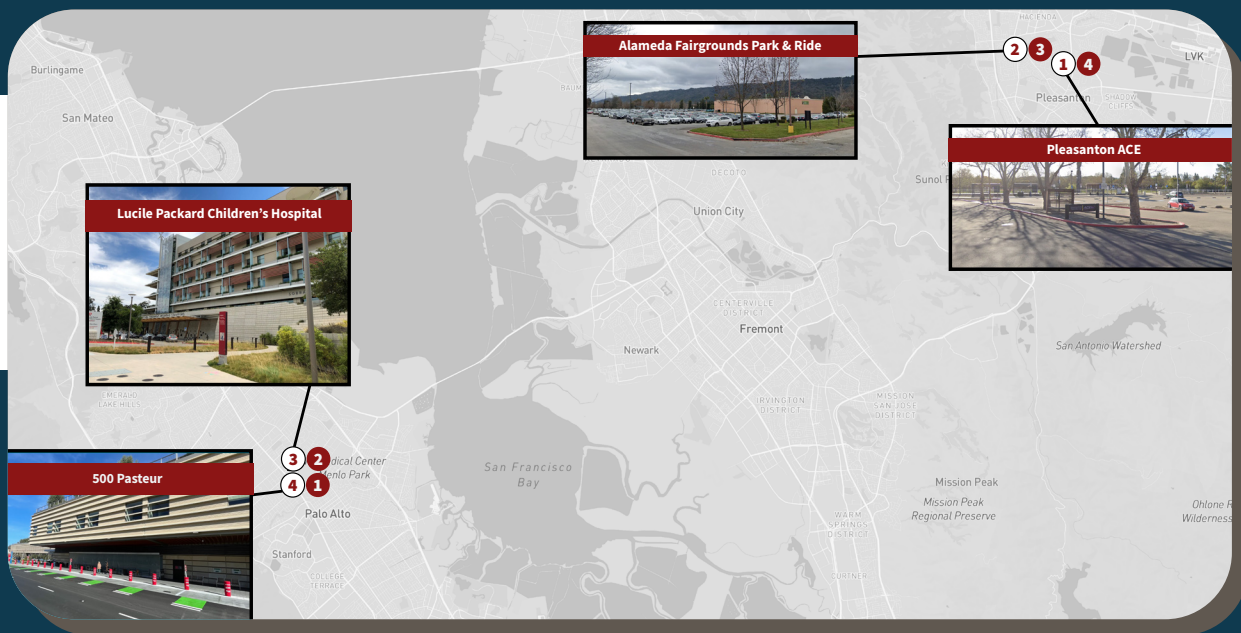 HACIENDA
Alameda Fairgrounds Park & Ride
2 3
LVK
1 4
Burlingame
Pleasanton
SHADOW
CLIFFS
San Mateo
Pleasanton ACE
DECOTO
Sunol
Union City
Lucile Packard Children's Hospital
CENTERVILLE
DISTRICT
Fremont
San Antonio Watershed
Newark
EMERALD
LAKE HILLS
IRVINGTON
DISTRICT
MISSION
SAN JOSE
DISTRICT
3 2
Center
Menlo Park
San Francisco
Bay
500 Pasteur
4 1
Mission Peak
Mission Peak
Regional Preserve
Ohlone R
Wilderness
Palo Alto
WARM
SPRINGS
DISTRICT
Stanford
COLLEGE
TERRACE
CURTNER